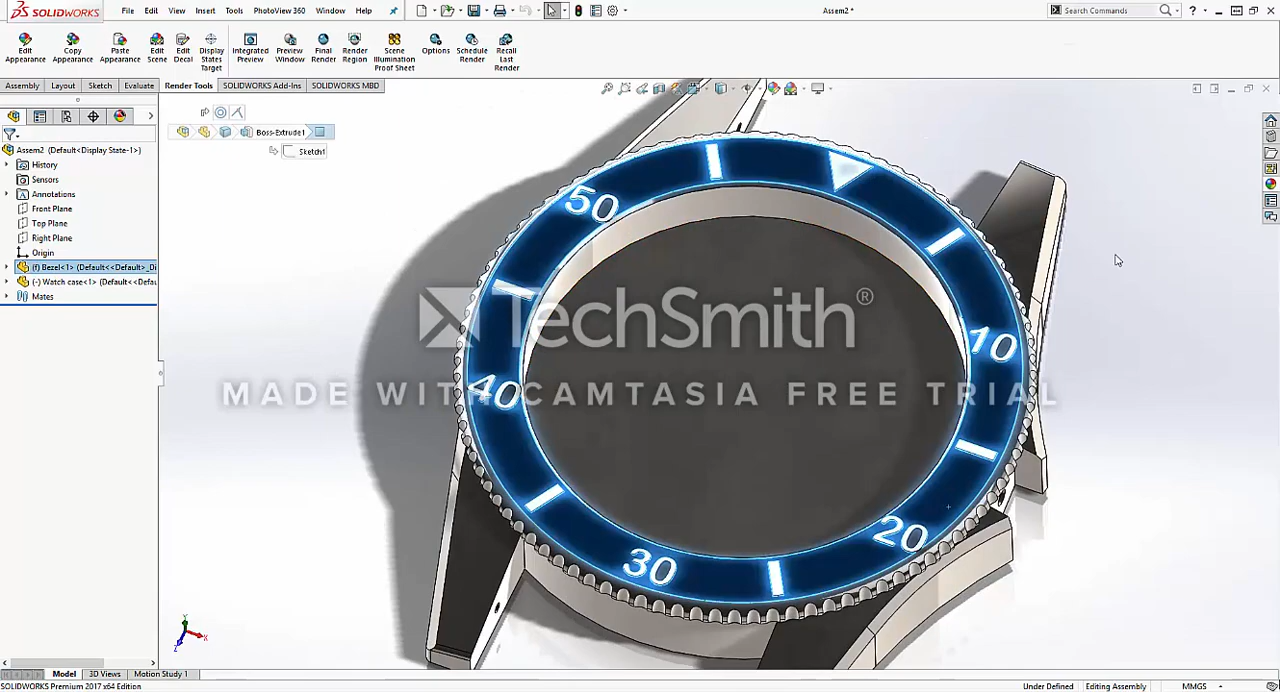 SOLIDWORKS
File Edit View Insert Tools PhotoView 360 Window Help
Assem2 *
Search Commands
Edit Appearance
Copy Appearance
Paste Appearance
Edit Scene
Edit Decal
Display States Target
Integrated Preview
Preview Window
Final Render
Render Region
Scene Illumination Proof Sheet
Options
Schedule Render
Recall Last Render
Assembly Layout Sketch Evaluate Render Tools SOLIDWORKS Add-Ins SOLIDWORKS MBD
Boss-Extrude1
Sketch1
Assem2 (Default<Display State-1>)
History
Sensors
Annotations
Front Plane
Top Plane
Right Plane
Origin
(f) Bezel<1> (Default<<Default>_Di
(-) Watch case<1> (Default<<Defau
Mates
50
10
40
20
30
TechSmith®
MADE WITH CAMTASIA FREE TRIAL
Y
X
Z
Model 3D Views Motion Study 1
SOLIDWORKS Premium 2017 x64 Edition
Under Defined Editing Assembly MMGS